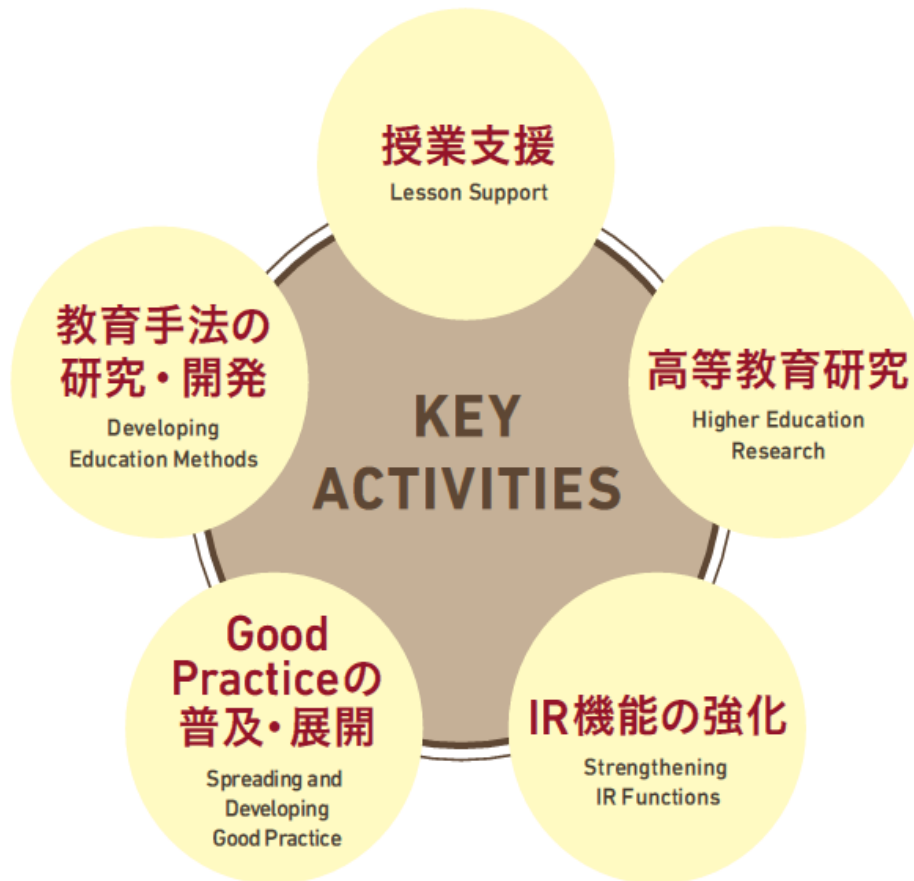 授業支援
Lesson Support
教育手法の
研究・開発
Developing
Education Methods
高等教育研究
Higher Education
Research
KEY
ACTIVITIES
Good
Practiceの
普及・展開
Spreading and
Developing
Good Practice
IR機能の強化
Strengthening
IR Functions